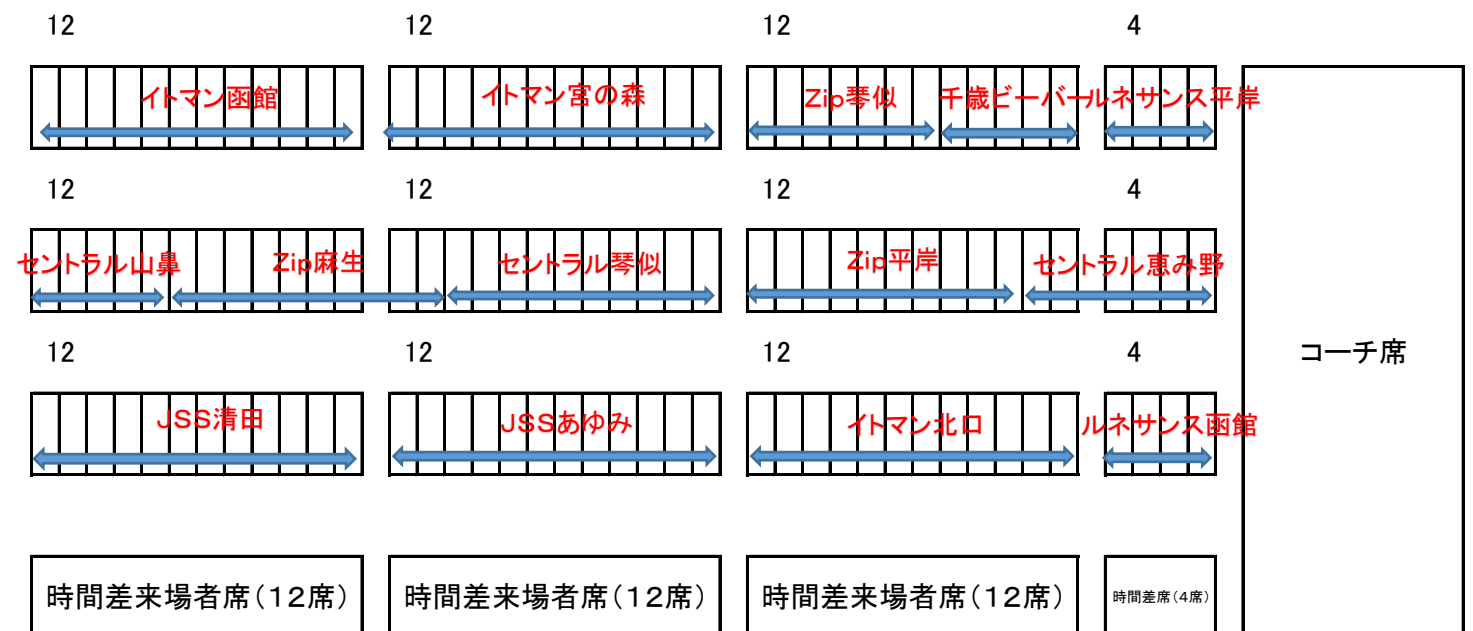 12 12 12 4
イトマン函館 イトマン宮の森 Zip琴似 千歳ビーバー ルネサンス平岸
12 12 12 4
セントラル山鼻 Zip麻生 セントラル琴似 Zip平岸 セントラル恵み野
12 12 12 4
コーチ席
JSS清田 JSSあゆみ イトマン北口 ルネサンス函館
時間差来場者席(12席) 時間差来場者席(12席) 時間差来場者席(12席) 時間差席(4席)